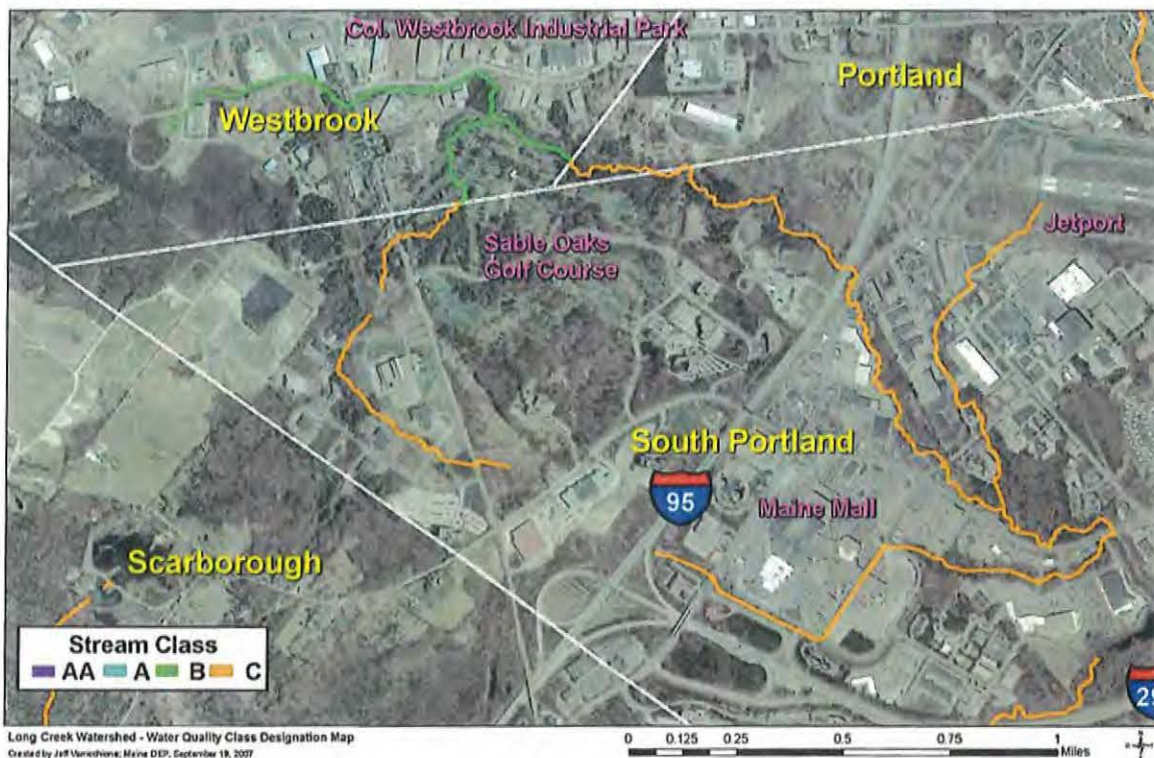 Col. Westbrook Industrial Park
Portland
Westbrook
Jetport
Sable Oaks
Golf Course
South Portland
95
Maine Mall
Scarborough
Stream Class
AA A B C
Long Creek Watershed - Water Quality Class Designation Map
Created by Jeff Maine DEP, September 19, 2007
0 0.125 0.25 0.5 0.75 1
Miles